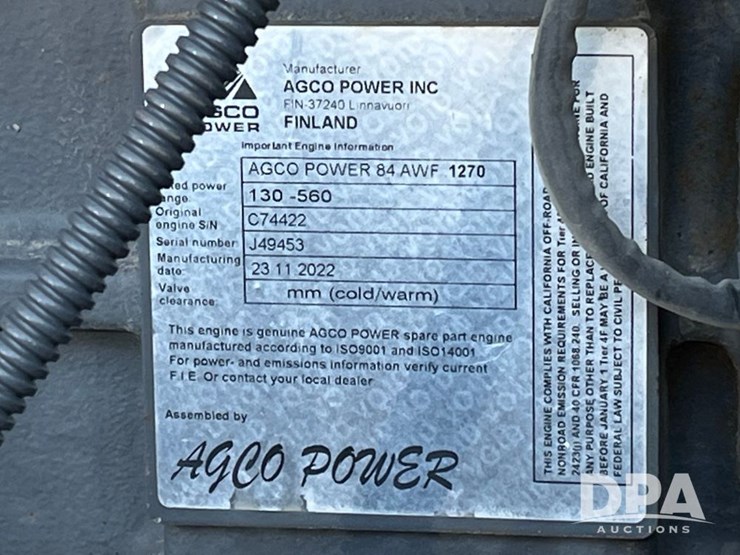 Manufacturer
AGCO POWER INC
FIN-37240 Linnavuori
FINLAND
AGCO
POWER
Important Engine Information
AGCO POWER 84 AWF 1270
power
130 -560
Original
engine S/N
C74422
Serial number
J49453
Manufacturing
date:
23 11 2022
Valve
clearance
mm (cold/warm)
This engine is genuine AGCO POWER spare part engine
manufactured according to ISO9001 and ISO14001
For power- and emissions information verify current
F.I.E. Or contact your local dealer
Assembled by
AGCO POWER
THIS ENGINE COMPLIES WITH CALIFORNIA OFF-ROAD
NONROAD EMISSION REQUIREMENTS FOR Tier FOR
2423(j) AND 40 CFR 1068.240. SELLING OR ENGINE BUILT
ANY PURPOSE OTHER THAN TO REPLACE OF CALIFORNIA AND
BEFORE JANUARY 1 Tier 4F MAY BE A
FEDERAL LAW SUBJECT TO CIVIL
DPA
AUCTIONS